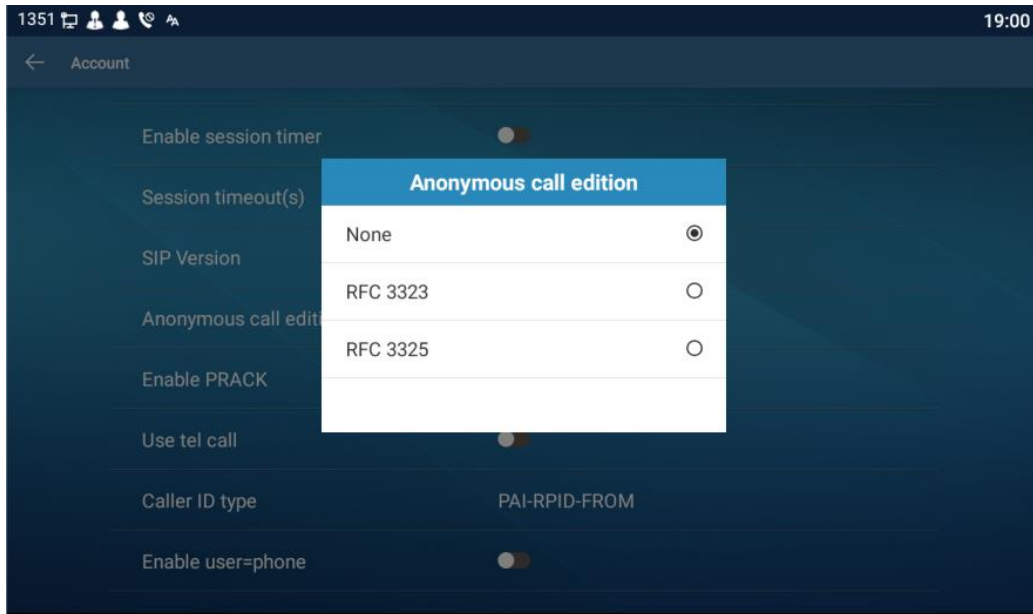 1351 19:00
Account
Enable session timer
Anonymous call edition
Session timeout(s)
None
SIP Version
RFC 3323
Anonymous call editi
RFC 3325
Enable PRACK
Use tel call
Caller ID type PAI-RPID-FROM
Enable user=phone